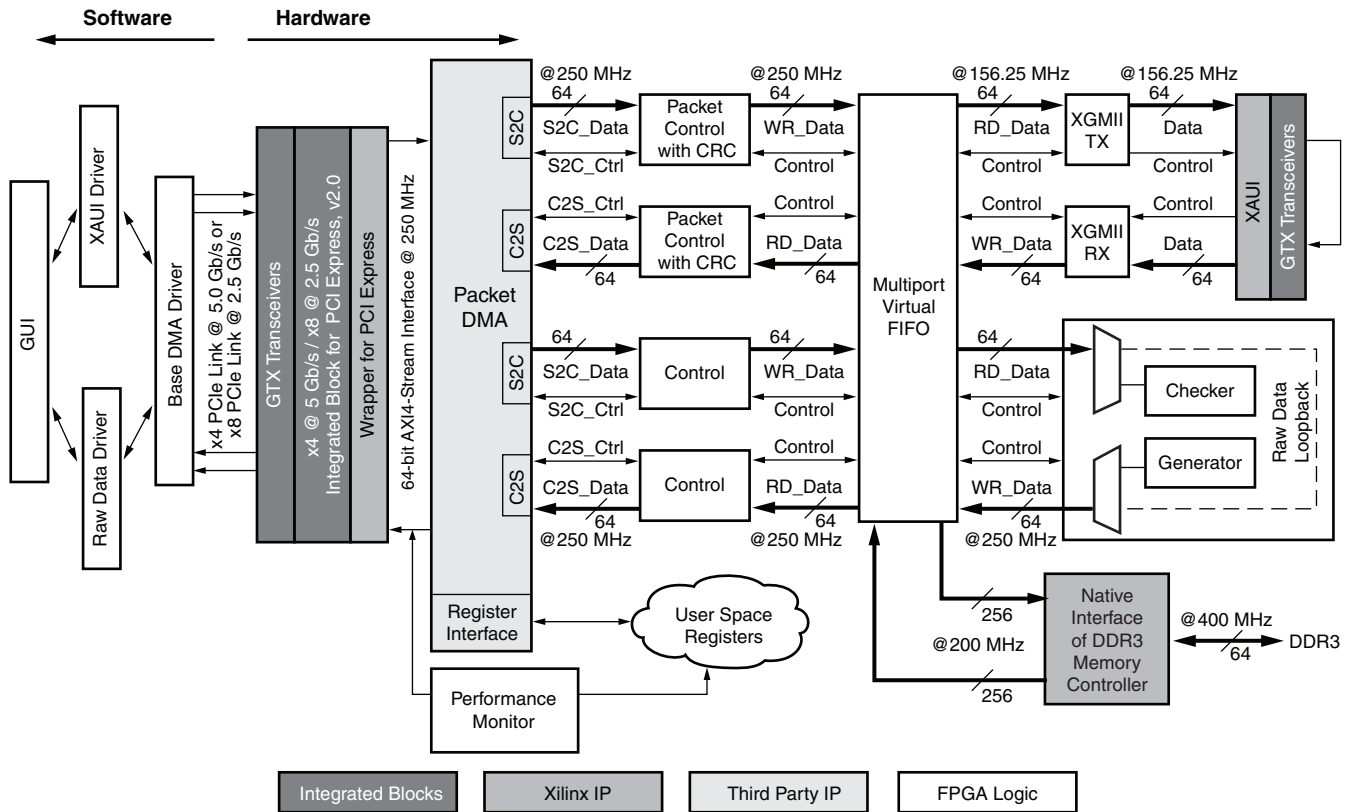 Software
Hardware
GUI
XAUI Driver
Raw Data Driver
Base DMA Driver
x4 PCIe Link @ 5.0 Gb/s or
x8 PCIe Link @ 2.5 Gb/s
GTX Transceivers
x4 @ 5 Gb/s / x8 @ 2.5 Gb/s
Integrated Block for PCI Express, v2.0
Wrapper for PCI Express
64-bit AXI4-Stream Interface @ 250 MHz
Packet
DMA
S2C
C2S
S2C
C2S
Register
Interface
@250 MHz
64
S2C_Data
S2C_Ctrl
Packet
Control
with CRC
@250 MHz
64
WR_Data
Control
C2S_Ctrl
C2S_Data
64
Packet
Control
with CRC
Control
RD_Data
64
64
S2C_Data
S2C_Ctrl
Control
64
WR_Data
Control
C2S_Ctrl
C2S_Data
64
@250 MHz
Control
Control
RD_Data
64
@250 MHz
Multiport
Virtual
FIFO
@156.25 MHz
64
RD_Data
Control
XGMII
TX
@156.25 MHz
64
Data
Control
Control
WR_Data
64
XGMII
RX
Control
Data
64
XAUI
GTX Transceivers
64
RD_Data
Control
Control
WR_Data
64
@250 MHz
Checker
Generator
Raw Data
Loopback
User Space
Registers
Performance
Monitor
256
@200 MHz
256
Native
Interface
of DDR3
Memory
Controller
@400 MHz
64
DDR3
Integrated Blocks
Xilinx IP
Third Party IP
FPGA Logic